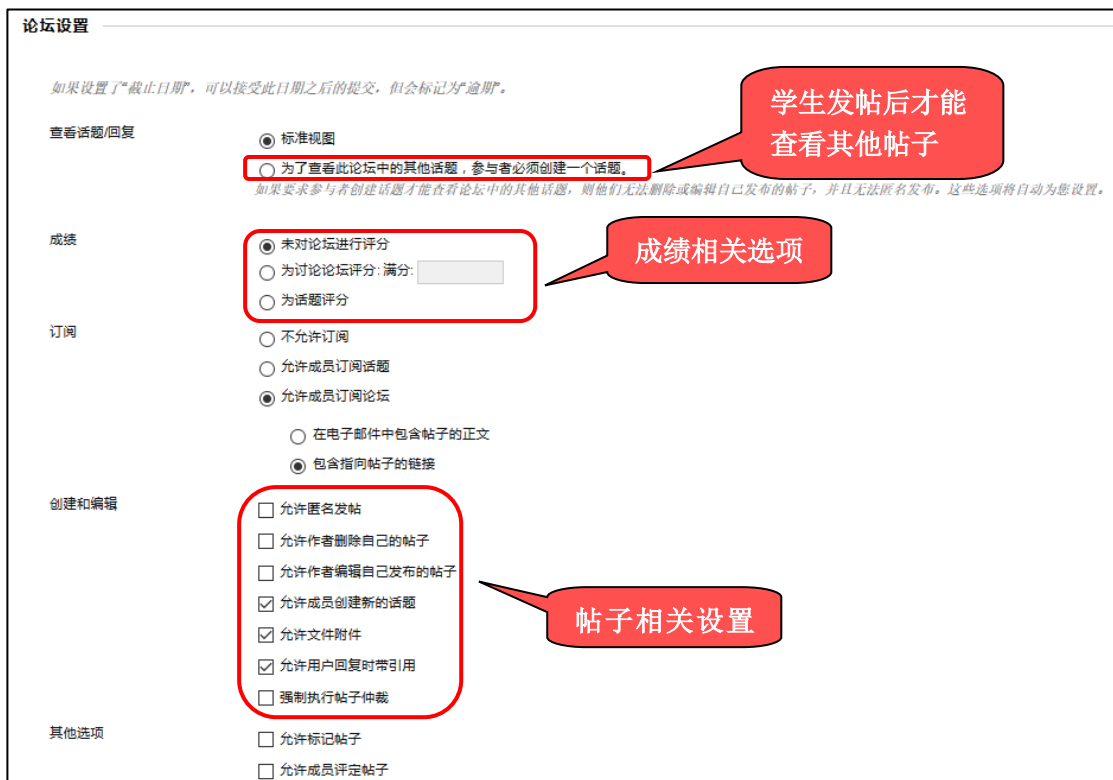 论坛设置
如果设置了“截止日期”，可以接受此日期之后的提交，但会标记为“逾期”。
学生发帖后才能
查看其他帖子
查看话题/回复
标准视图
为了查看此论坛中的其他话题，参与者必须创建一个话题。
如果要求参与者创建话题才能查看论坛中的其他话题，则他们无法删除或编辑自己发布的帖子，并且无法匿名发布。这些选项将自动为您设置。
成绩
未对论坛进行评分
为讨论论坛评分: 满分:
为话题评分
成绩相关选项
订阅
不允许订阅
允许成员订阅话题
允许成员订阅论坛
在电子邮件中包含帖子的正文
包含指向帖子的链接
创建和编辑
允许匿名发帖
允许作者删除自己的帖子
允许作者编辑自己发布的帖子
允许成员创建新的话题
允许文件附件
允许用户回复时带引用
强制执行帖子仲裁
帖子相关设置
其他选项
允许标记帖子
允许成员评定帖子